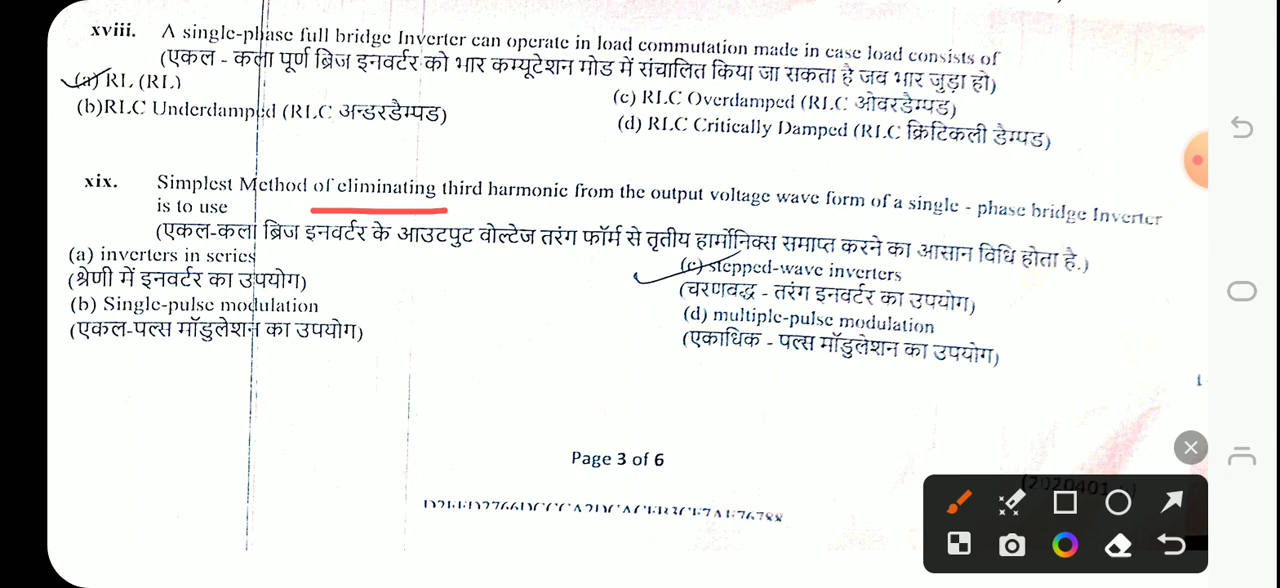 xviii. A single-phase full bridge Inverter can operate in load commutation made in case load consists of
(एकल - कला पूर्ण ब्रिज इनवर्टर को भार कम्यूटेशन मोड में संचालित किया जा सकता है जब भार जुड़ा हो)
(a) RL (RL)
(b)RLC Underdamped (RLC अन्डरडैम्पड)
(c) RLC Overdamped (RLC ओवरडैम्पड)
(d) RLC Critically Damped (RLC क्रिटिकली डैम्पड)
xix. Simplest Method of eliminating third harmonic from the output voltage wave form of a single - phase bridge Inverter
is to use
(एकल-कला ब्रिज इनवर्टर के आउटपुट वोल्टेज तरंग फॉर्म से तृतीय हार्मोनिक्स समाप्त करने का आसान विधि होता है.)
(a) inverters in series
(श्रेणी में इनवर्टर का उपयोग)
(b) Single-pulse modulation
(एकल-पल्स मॉडुलेशन का उपयोग)
(c) stepped-wave inverters
(चरणवद्ध - तरंग इनवर्टर का उपयोग)
(d) multiple-pulse modulation
(एकाधिक - पल्स मॉडुलेशन का उपयोग)
Page 3 of 6